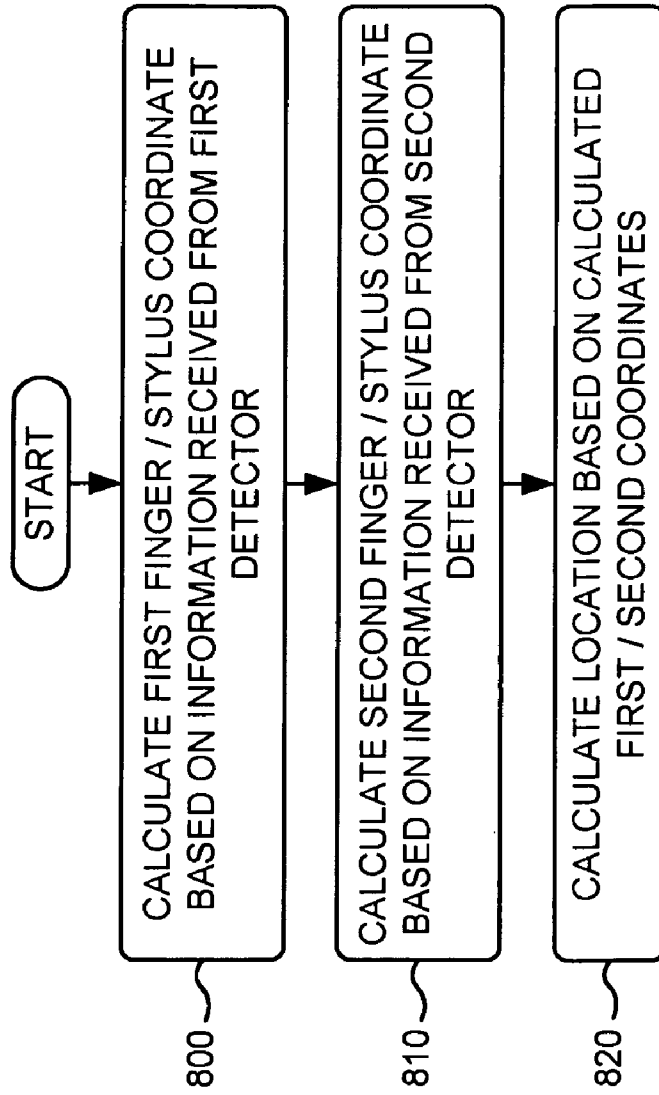 START
800
CALCULATE FIRST FINGER / STYLUS COORDINATE
BASED ON INFORMATION RECEIVED FROM FIRST
DETECTOR
810
CALCULATE SECOND FINGER / STYLUS COORDINATE
BASED ON INFORMATION RECEIVED FROM SECOND
DETECTOR
820
CALCULATE LOCATION BASED ON CALCULATED
FIRST / SECOND COORDINATES